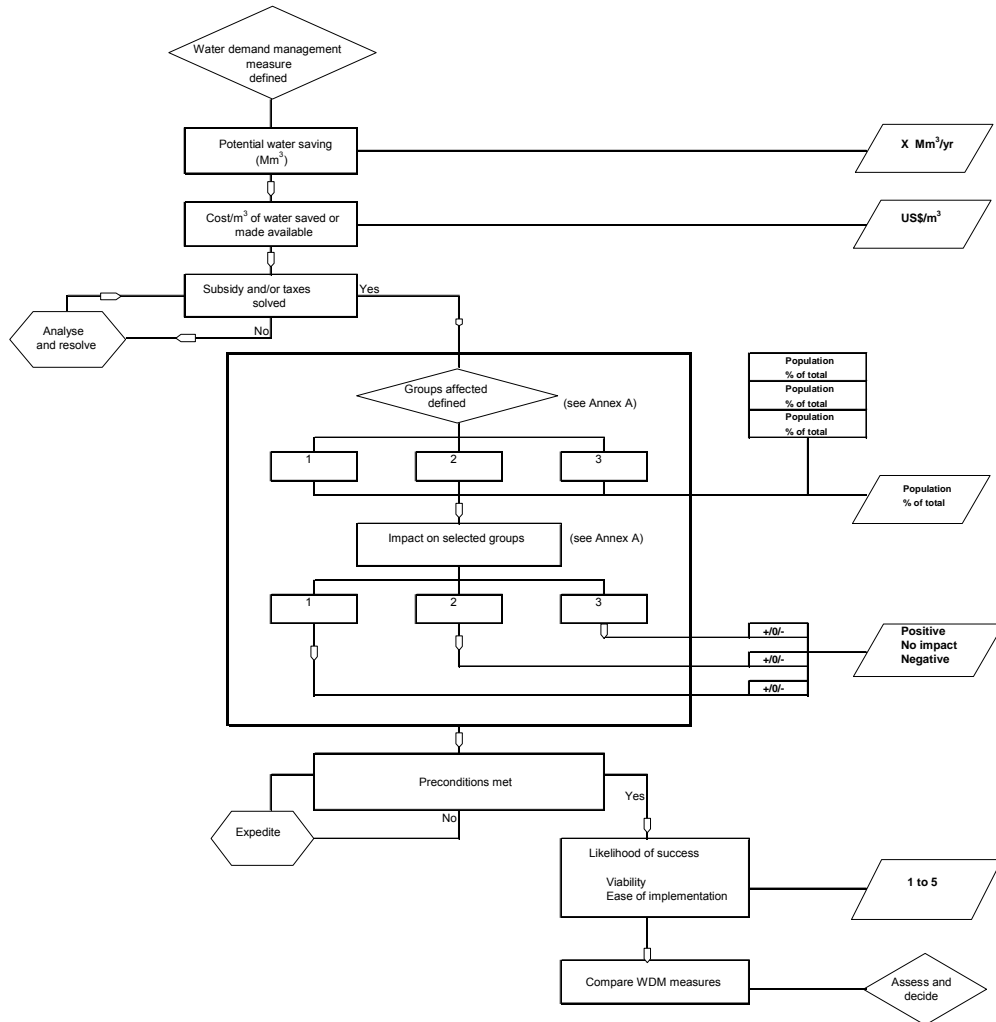 Water demand management
measure
defined
Potential water saving
(Mm³)
X Mm³/yr
Cost/m³ of water saved or
made available
US$/m³
Subsidy and/or taxes
solved
Yes
No
Analyse
and resolve
Groups affected
defined
(see Annex A)
Population
% of total
Population
% of total
Population
% of total
1
2
3
Population
% of total
Impact on selected groups
(see Annex A)
1
2
3
+/0/-
+/0/-
+/0/-
Positive
No impact
Negative
Preconditions met
Yes
No
Expedite
Likelihood of success
Viability
Ease of implementation
1 to 5
Compare WDM measures
Assess and
decide